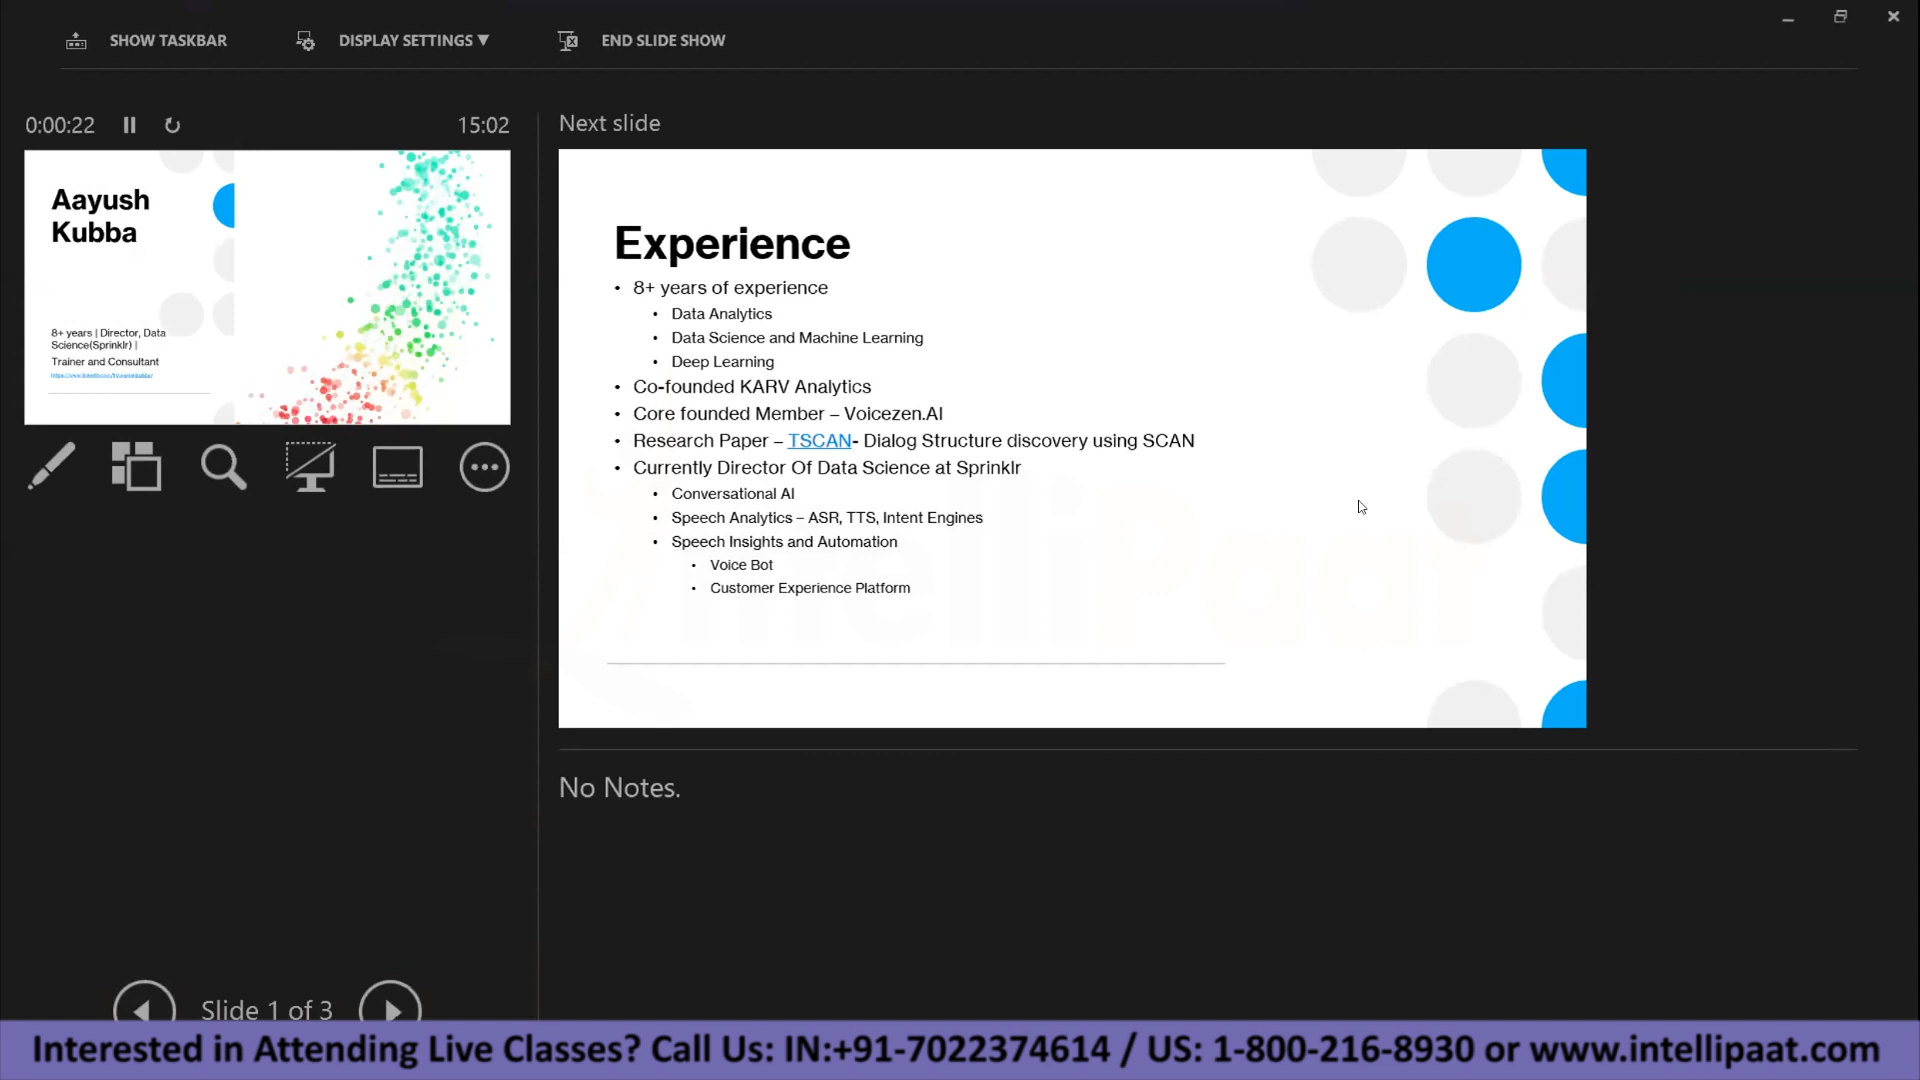 SHOW TASKBAR
DISPLAY SETTINGS ▼
END SLIDE SHOW
0:00:22
15:02
Aayush
Kubba
8+ years | Director, Data
Science(Sprinklr) |
Trainer and Consultant
Next slide
Experience
• 8+ years of experience
• Data Analytics
• Data Science and Machine Learning
• Deep Learning
• Co-founded KARV Analytics
• Core founded Member – Voicezen.AI
• Research Paper – TSCAN- Dialog Structure discovery using SCAN
• Currently Director Of Data Science at Sprinklr
• Conversational AI
• Speech Analytics – ASR, TTS, Intent Engines
• Speech Insights and Automation
• Voice Bot
• Customer Experience Platform
IntelliPaat
No Notes.
Slide 1 of 3
Interested in Attending Live Classes? Call Us: IN:+91-7022374614 / US: 1-800-216-8930 or www.intellipaat.com